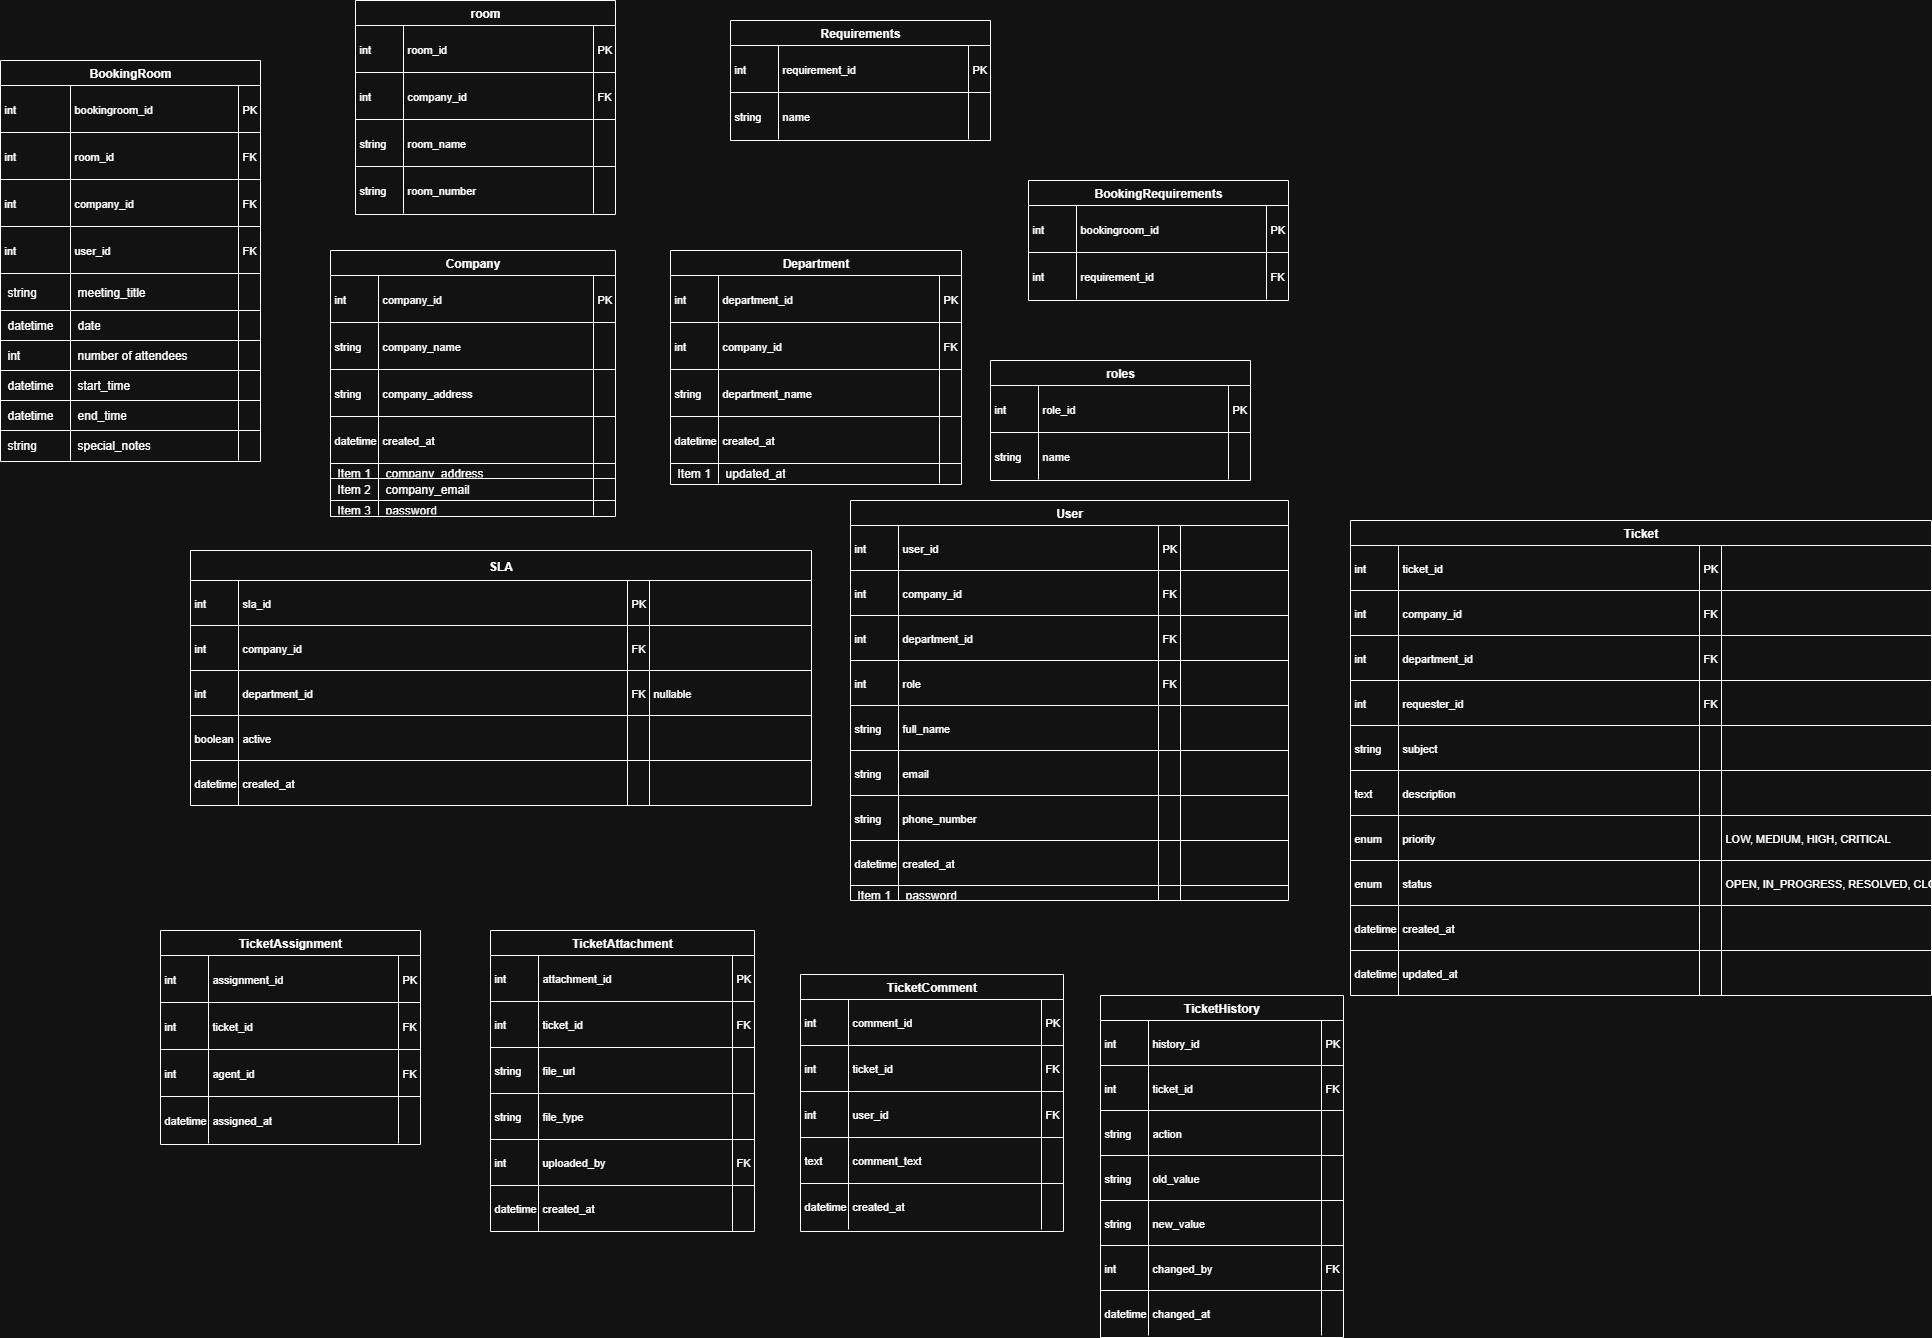 room
int room_id PK
int company_id FK
string room_name
string room_number
Requirements
int requirement_id PK
string name
BookingRoom
int bookingroom_id PK
int room_id FK
int company_id FK
int user_id FK
string meeting_title
datetime date
int number of attendees
datetime start_time
datetime end_time
string special_notes
BookingRequirements
int bookingroom_id PK
int requirement_id FK
Company
int company_id PK
string company_name
string company_address
datetime created_at
Item 1 company_address
Item 2 company_email
Item 3 password
Department
int department_id PK
int company_id FK
string department_name
datetime created_at
Item 1 updated_at
roles
int role_id PK
string name
User
int user_id PK
int company_id FK
int department_id FK
int role FK
string full_name
string email
string phone_number
datetime created_at
Item 1 password
Ticket
int ticket_id PK
int company_id FK
int department_id FK
int requester_id FK
string subject
text description
enum priority LOW, MEDIUM, HIGH, CRITICAL
enum status OPEN, IN_PROGRESS, RESOLVED, CLO
datetime created_at
datetime updated_at
SLA
int sla_id PK
int company_id FK
int department_id FK nullable
boolean active
datetime created_at
TicketAssignment
int assignment_id PK
int ticket_id FK
int agent_id FK
datetime assigned_at
TicketAttachment
int attachment_id PK
int ticket_id FK
string file_url
string file_type
int uploaded_by FK
datetime created_at
TicketComment
int comment_id PK
int ticket_id FK
int user_id FK
text comment_text
datetime created_at
TicketHistory
int history_id PK
int ticket_id FK
string action
string old_value
string new_value
int changed_by FK
datetime changed_at